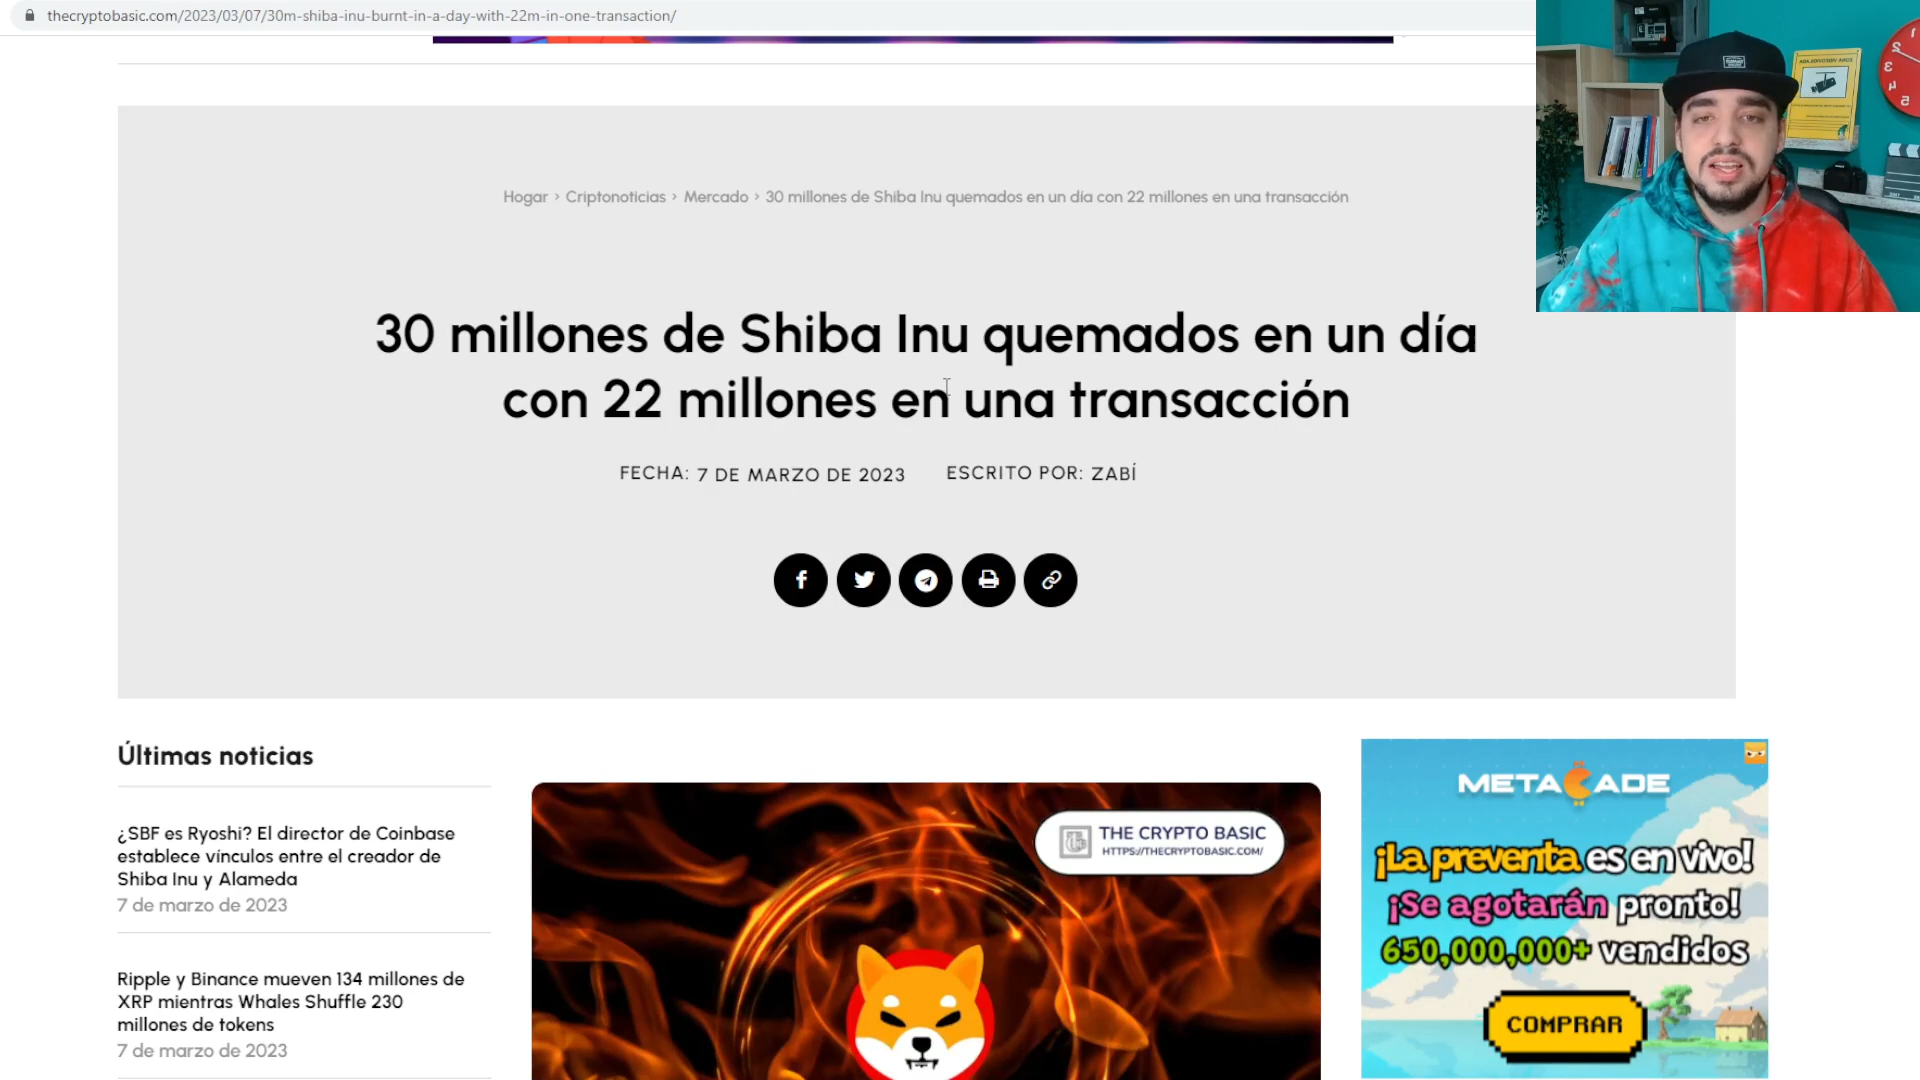 thecryptobasic.com/2023/03/07/30m-shiba-inu-burnt-in-a-day-with-22m-in-one-transaction/
Hogar > Criptonoticias > Mercado > 30 millones de Shiba Inu quemados en un día con 22 millones en una transacción
30 millones de Shiba Inu quemados en un día
con 22 millones en una transacción
FECHA: 7 DE MARZO DE 2023 ESCRITO POR: ZABÍ
Últimas noticias
¿SBF es Ryoshi? El director de Coinbase
establece vínculos entre el creador de
Shiba Inu y Alameda
7 de marzo de 2023
Ripple y Binance mueven 134 millones de
XRP mientras Whales Shuffle 230
millones de tokens
7 de marzo de 2023
THE CRYPTO BASIC
HTTPS://THECRYPTOBASIC.COM/
METACADE
¡La preventa es en vivo!
¡Se agotarán pronto!
650,000,000+ vendidos
COMPRAR
1
2
3
4
5